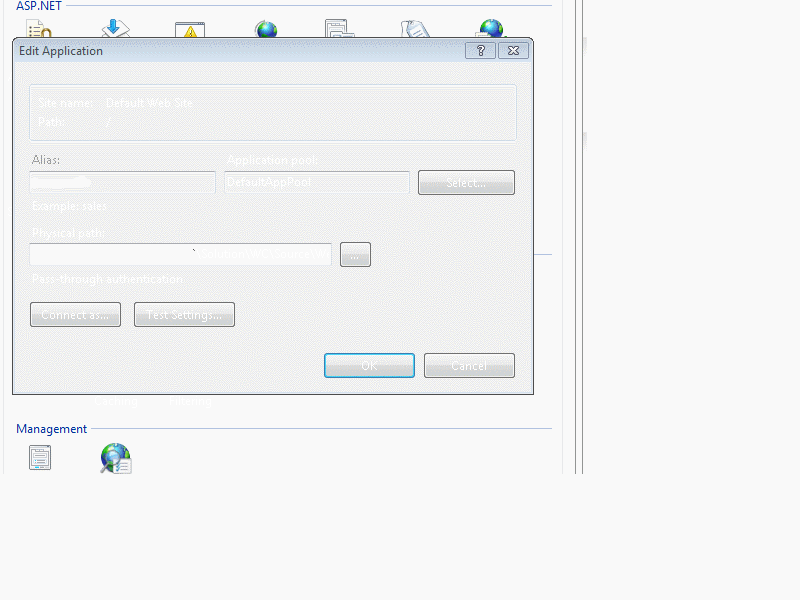 ASP.NET
Edit Application
Site name: Default Web Site
Path: /
Alias: Application pool:
DefaultAppPool Select...
Example: sales
Physical path:
...
Pass-through authentication
Connect as... Test Settings...
OK Cancel
Management